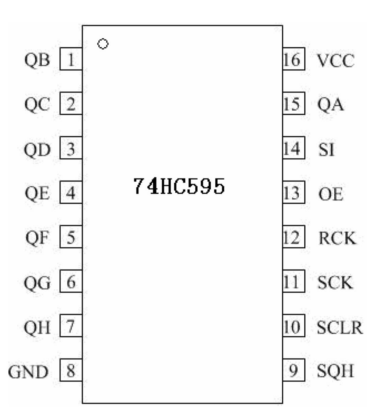 QB 1 16 VCC
QC 2 15 QA
QD 3 14 SI
QE 4 74HC595 13 OE
QF 5 12 RCK
QG 6 11 SCK
QH 7 10 SCLR
GND 8 9 SQH